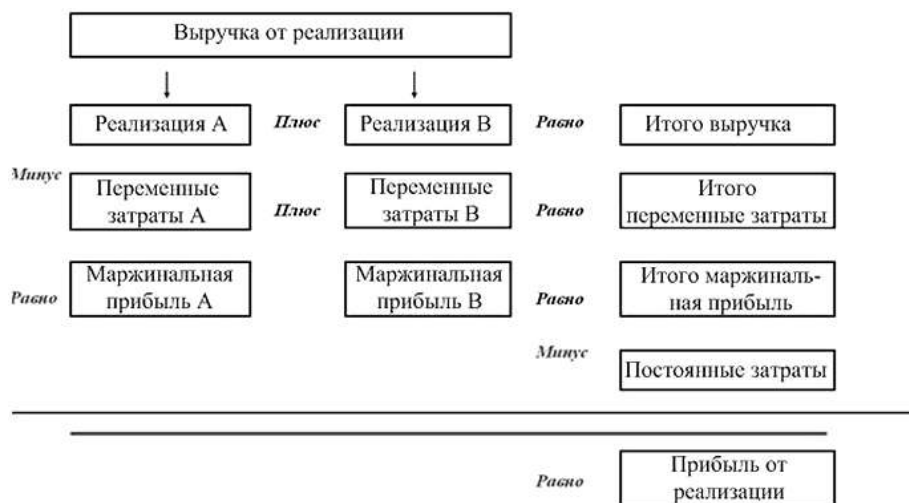 Выручка от реализации
Реализация А Плюс Реализация В Равно Итого выручка
Минус
Переменные затраты А Плюс Переменные затраты В Равно Итого переменные затраты
Равно Маржинальная прибыль А Маржинальная прибыль В Равно Итого маржиналь-
ная прибыль
Минус
Постоянные затраты
Равно Прибыль от
реализации